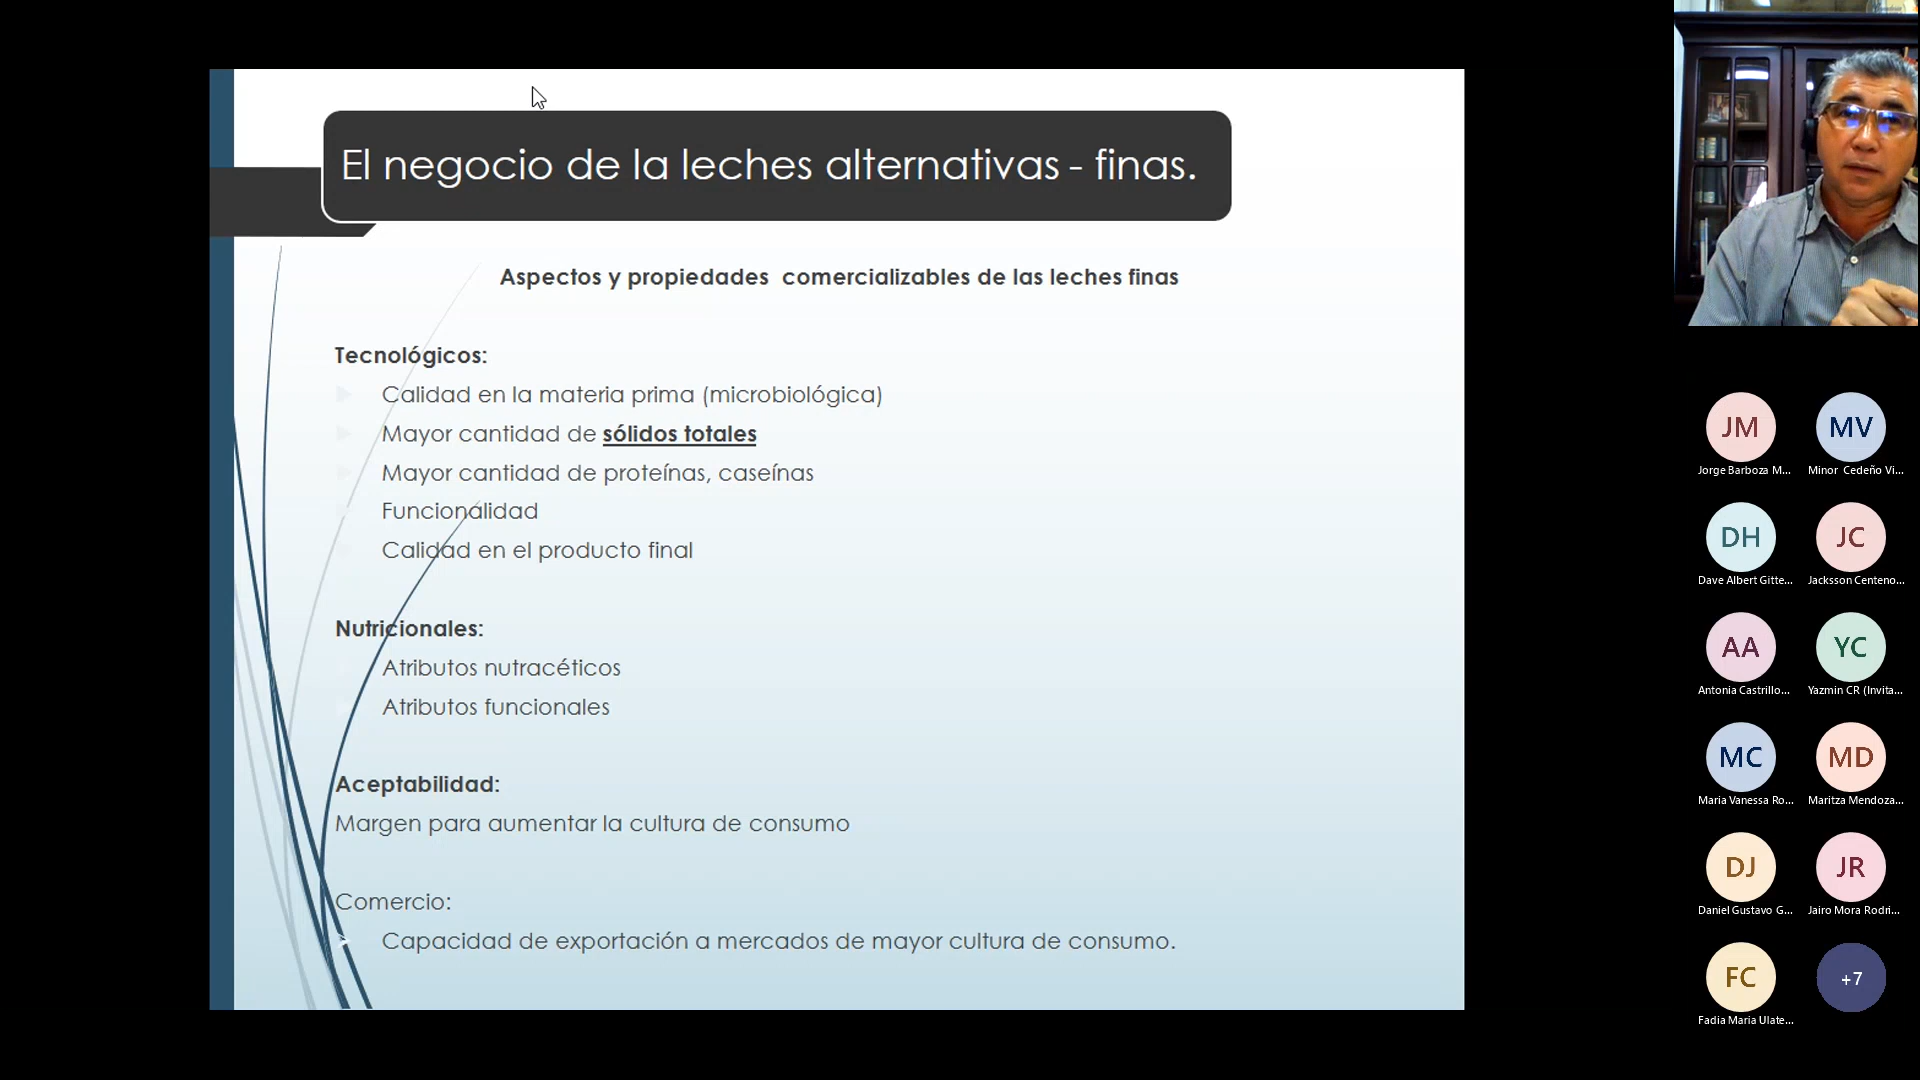 El negocio de la leches alternativas - finas.
Aspectos y propiedades comercializables de las leches finas
Tecnológicos:
Calidad en la materia prima (microbiológica)
Mayor cantidad de sólidos totales
Mayor cantidad de proteínas, caseínas
Funcionalidad
Calidad en el producto final
Nutricionales:
Atributos nutracéticos
Atributos funcionales
Aceptabilidad:
Margen para aumentar la cultura de consumo
Comercio:
Capacidad de exportación a mercados de mayor cultura de consumo.
JM MV
Jorge Barboza M... Minor Cedeño Vi...
DH JC
Dave Albert Gitte... Jacksson Centeno...
AA YC
Antonia Castrillo... Yazmin CR (Invita...
MC MD
Maria Vanessa Ro... Maritza Mendoza...
DJ JR
Daniel Gustavo G... Jairo Mora Rodri...
FC +7
Fadia Maria Ulate...